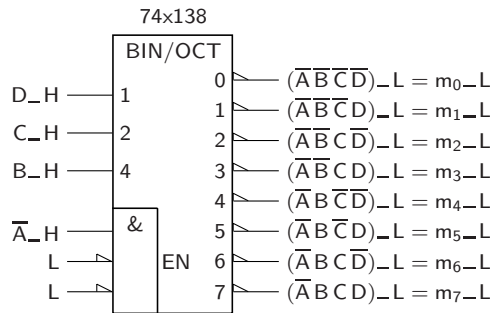 74x138
BIN/OCT
0 (A̅ B̅ C̅ D̅)_L = m₀_L
D_H 1 1 (A̅ B̅ C̅ D)_L = m₁_L
C_H 2 2 (A̅ B̅ C D̅)_L = m₂_L
B_H 4 3 (A̅ B̅ C D)_L = m₃_L
4 (A̅ B C̅ D̅)_L = m₄_L
A̅_H & 5 (A̅ B C̅ D)_L = m₅_L
L EN 6 (A̅ B C D̅)_L = m₆_L
L 7 (A̅ B C D)_L = m₇_L